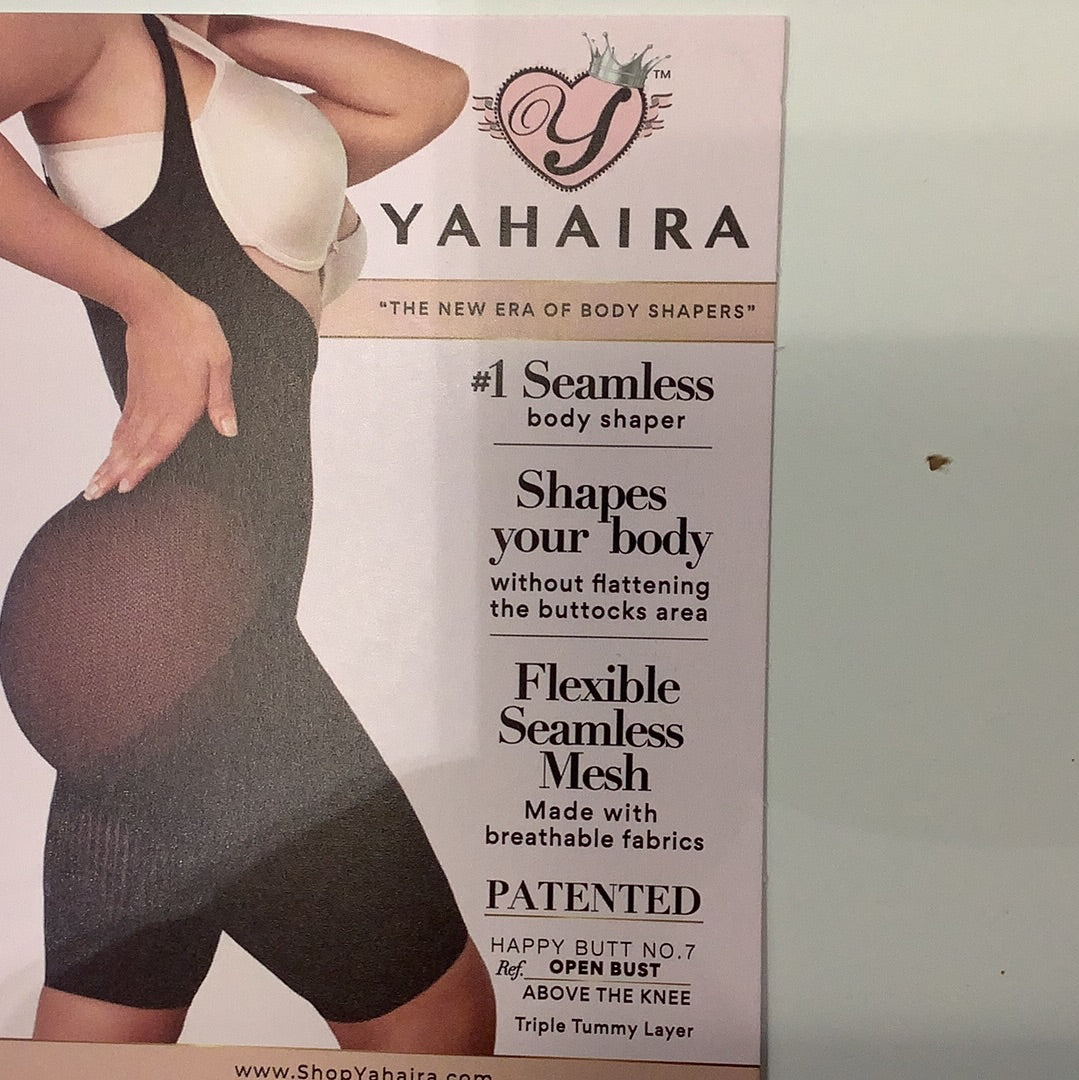 Y
TM
YAHAIRA
“THE NEW ERA OF BODY SHAPERS”
#1 Seamless
body shaper
Shapes
your body
without flattening
the buttocks area
Flexible
Seamless
Mesh
Made with
breathable fabrics
PATENTED
HAPPY BUTT NO.7
Ref. OPEN BUST
ABOVE THE KNEE
Triple Tummy Layer
www.ShopYahaira.com